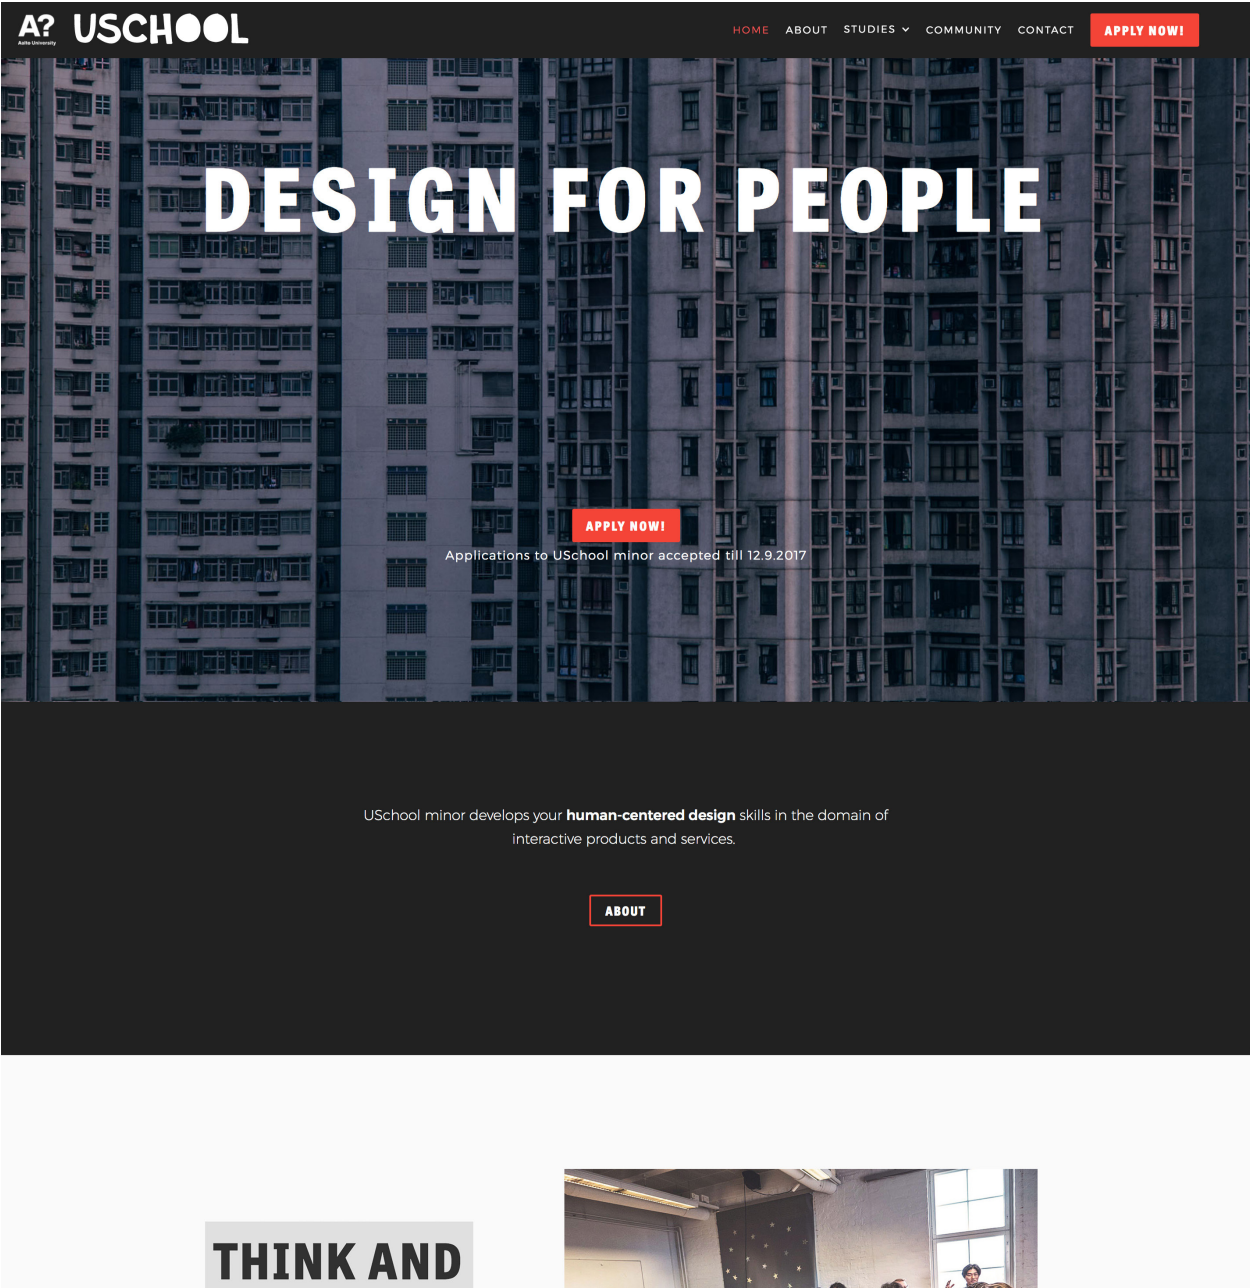 A?
Aalto University
USCHOOL
HOME ABOUT STUDIES COMMUNITY CONTACT APPLY NOW!
DESIGN FOR PEOPLE
APPLY NOW!
Applications to USchool minor accepted till 12.9.2017
USchool minor develops your human-centered design skills in the domain of
interactive products and services.
ABOUT
THINK AND